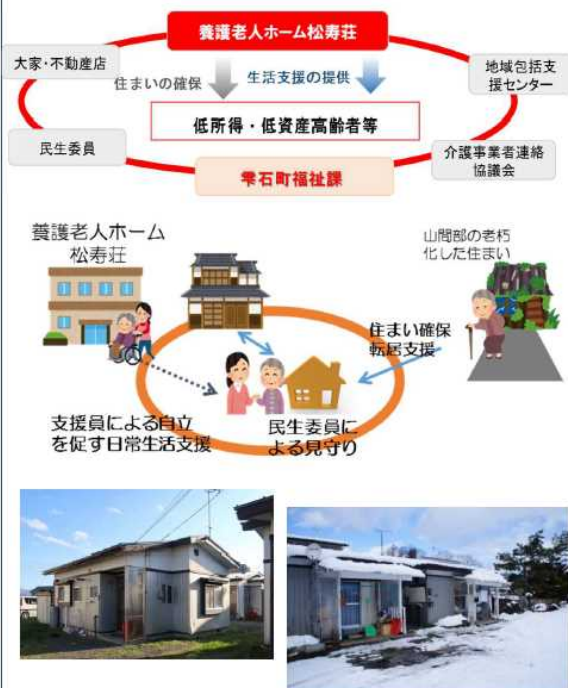 養護老人ホーム松寿荘
大家・不動産店
住まいの確保
生活支援の提供
地域包括支
援センター
低所得・低資産高齢者等
民生委員
介護事業者連絡
協議会
雫石町福祉課
養護老人ホーム
松寿荘
山間部の老朽
化した住まい
住まい確保
転居支援
支援員による自立
を促す日常生活支援
民生委員に
よる見守り